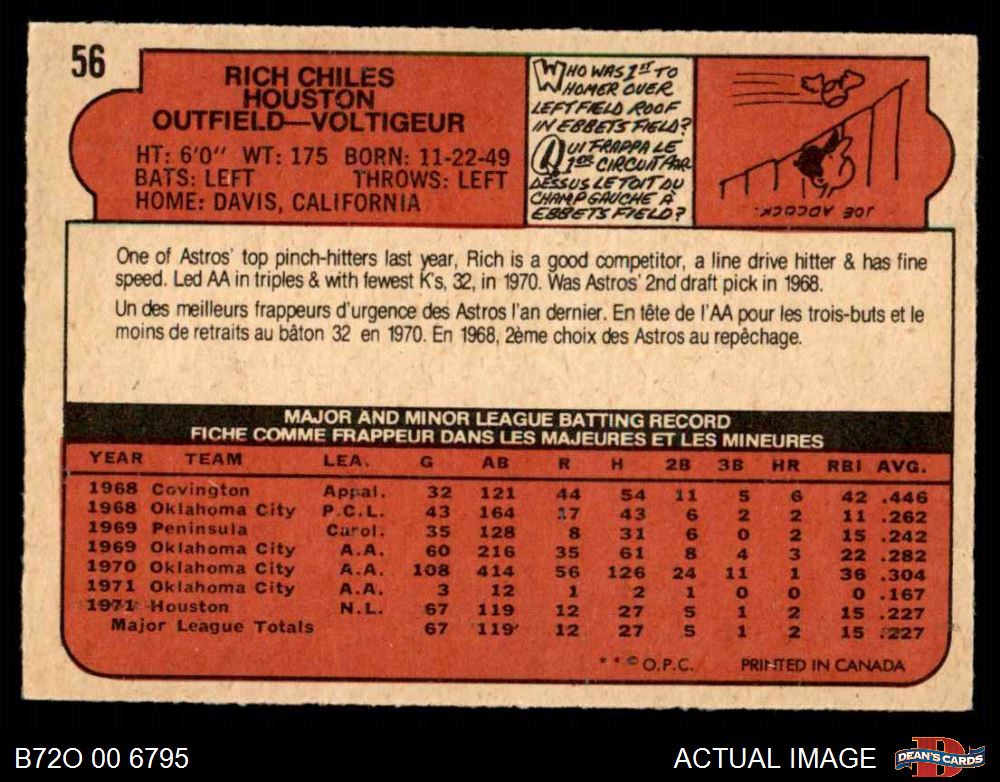 56
RICH CHILES
HOUSTON
OUTFIELD—VOLTIGEUR
HT: 6'0" WT: 175 BORN: 11-22-49
BATS: LEFT THROWS: LEFT
HOME: DAVIS, CALIFORNIA
WHO WAS 1ST TO
HOMER OVER
LEFT FIELD ROOF
IN EBBETS FIELD?
QUI FRAPPA LE
1ER CIRCUIT PAR
DESSUS LE TOIT DU
CHAMP GAUCHE À
EBBETS FIELD?
JOE ADCOCK.
One of Astros' top pinch-hitters last year, Rich is a good competitor, a line drive hitter & has fine
speed. Led AA in triples & with fewest K's, 32, in 1970. Was Astros' 2nd draft pick in 1968.
Un des meilleurs frappeurs d'urgence des Astros l'an dernier. En tête de l'AA pour les trois-buts et le
moins de retraits au bâton 32 en 1970. En 1968, 2ème choix des Astros au repêchage.
MAJOR AND MINOR LEAGUE BATTING RECORD
FICHE COMME FRAPPEUR DANS LES MAJEURES ET LES MINEURES
YEAR TEAM LEA. G AB R H 2B 3B HR RBI AVG.
1968 Covington Appal. 32 121 44 54 11 5 6 42 .446
1968 Oklahoma City P.C.L. 43 164 17 43 6 2 2 11 .262
1969 Peninsula Carol. 35 128 8 31 6 0 2 15 .242
1969 Oklahoma City A.A. 60 216 35 61 8 4 3 22 .282
1970 Oklahoma City A.A. 108 414 56 126 24 11 1 36 .304
1971 Oklahoma City A.A. 3 12 1 2 1 0 0 0 .167
1971 Houston N.L. 67 119 12 27 5 1 2 15 .227
Major League Totals 67 119 12 27 5 1 2 15 .227
**© O.P.C. PRINTED IN CANADA
B72O 00 6795
ACTUAL IMAGE
D
DEAN'S CARDS